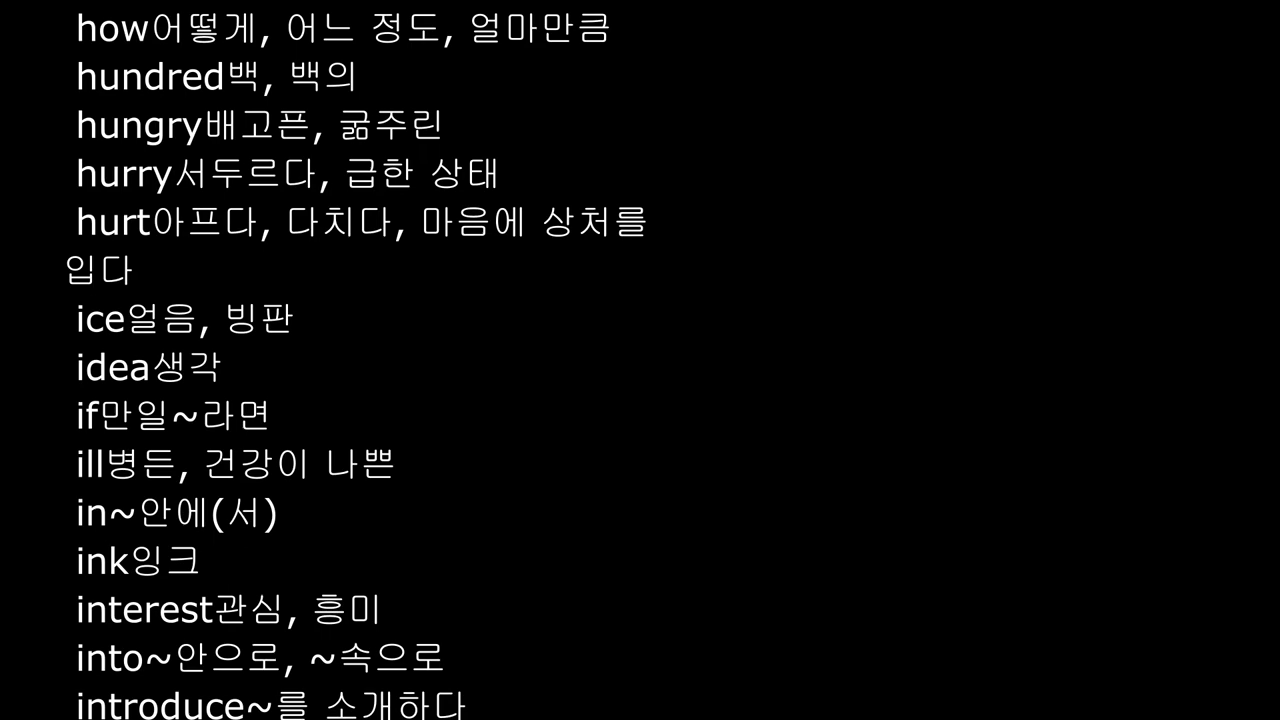 how어떻게, 어느 정도, 얼마만큼
hundred백, 백의
hungry배고픈, 굶주린
hurry서두르다, 급한 상태
hurt아프다, 다치다, 마음에 상처를
입다
ice얼음, 빙판
idea생각
if만일~라면
ill병든, 건강이 나쁜
in~안에(서)
ink잉크
interest관심, 흥미
into~안으로, ~속으로
introduce~를 소개하다